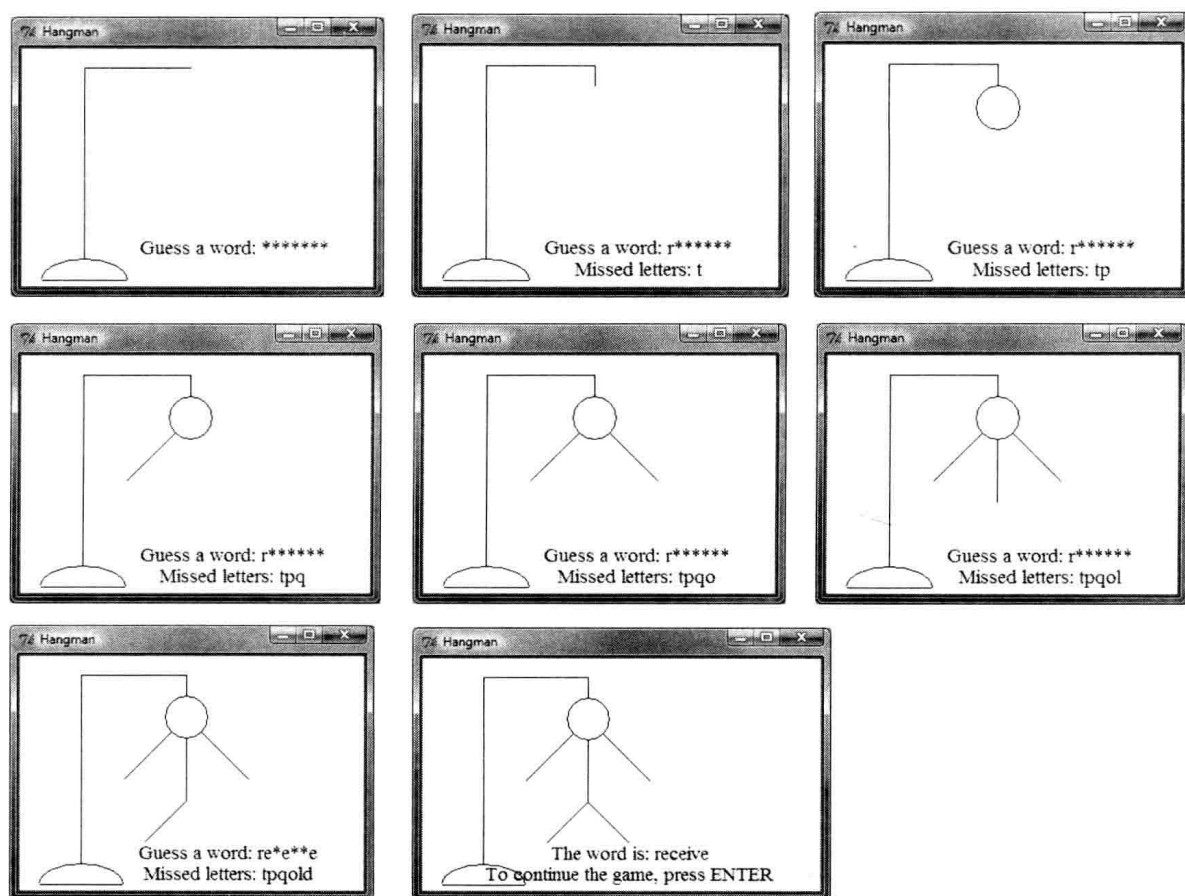 Hangman
Guess a word: *******
Hangman
Guess a word: r******
Missed letters: t
Hangman
Guess a word: r******
Missed letters: tp
Hangman
Guess a word: r******
Missed letters: tpq
Hangman
Guess a word: r******
Missed letters: tpqo
Hangman
Guess a word: r******
Missed letters: tpqol
Hangman
Guess a word: re*e**e
Missed letters: tpqold
Hangman
The word is: receive
To continue the game, press ENTER